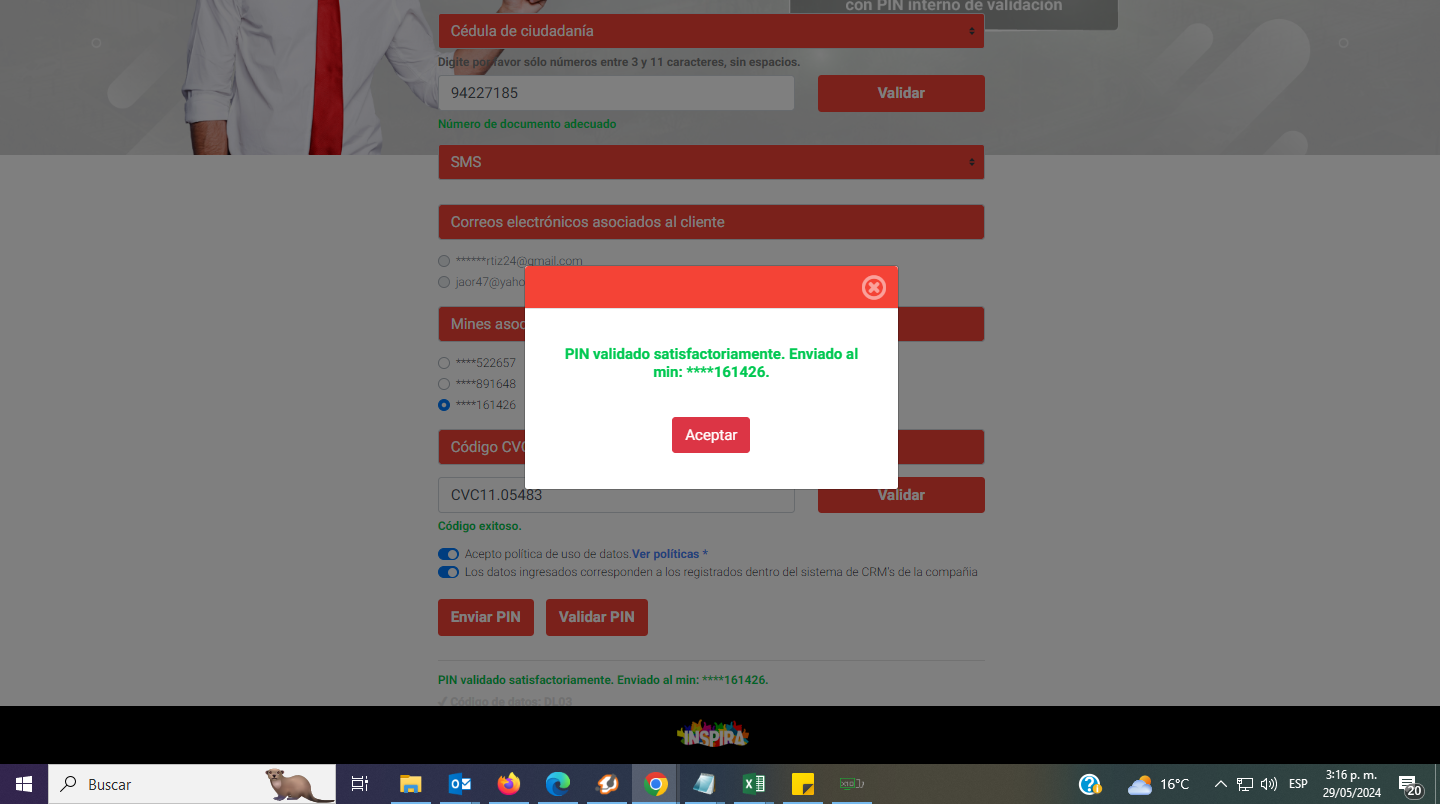 con PIN interno de validación
Cédula de ciudadanía
Digite por favor sólo números entre 3 y 11 caracteres, sin espacios.
94227185
Validar
Número de documento adecuado
SMS
Correos electrónicos asociados al cliente
******rtiz24@gmail.com
jaor47@yaho
Mines asoc
****522657
****891648
****161426
PIN validado satisfactoriamente. Enviado al
min: ****161426.
Aceptar
Código CVC
CVC11.05483
Validar
Código exitoso.
Acepto política de uso de datos.Ver políticas *
Los datos ingresados corresponden a los registrados dentro del sistema de CRM's de la compañia
Enviar PIN
Validar PIN
PIN validado satisfactoriamente. Enviado al min: ****161426.
✔ Código de datos: DL03
INSPIRA
Buscar
16°C
ESP
3:16 p. m.
29/05/2024
20